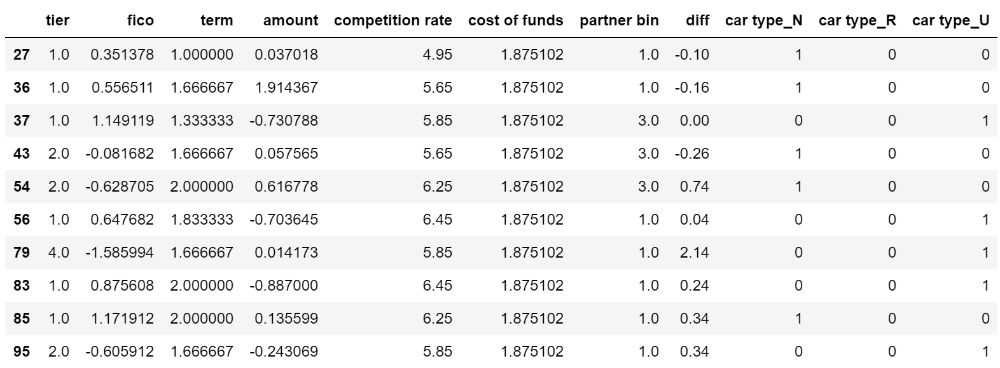 tier fico term amount competition rate cost of funds partner bin diff car type_N car type_R car type_U
27 1.0 0.351378 1.000000 0.037018 4.95 1.875102 1.0 -0.10 1 0 0
36 1.0 0.556511 1.666667 1.914367 5.65 1.875102 1.0 -0.16 1 0 0
37 1.0 1.149119 1.333333 -0.730788 5.85 1.875102 3.0 0.00 0 0 1
43 2.0 -0.081682 1.666667 0.057565 5.65 1.875102 3.0 -0.26 1 0 0
54 2.0 -0.628705 2.000000 0.616778 6.25 1.875102 3.0 0.74 1 0 0
56 1.0 0.647682 1.833333 -0.703645 6.45 1.875102 1.0 0.04 0 0 1
79 4.0 -1.585994 1.666667 0.014173 5.85 1.875102 1.0 2.14 0 0 1
83 1.0 0.875608 2.000000 -0.887000 6.45 1.875102 1.0 0.24 0 0 1
85 1.0 1.171912 2.000000 0.135599 6.25 1.875102 1.0 0.34 1 0 0
95 2.0 -0.605912 1.666667 -0.243069 5.85 1.875102 1.0 0.34 0 0 1